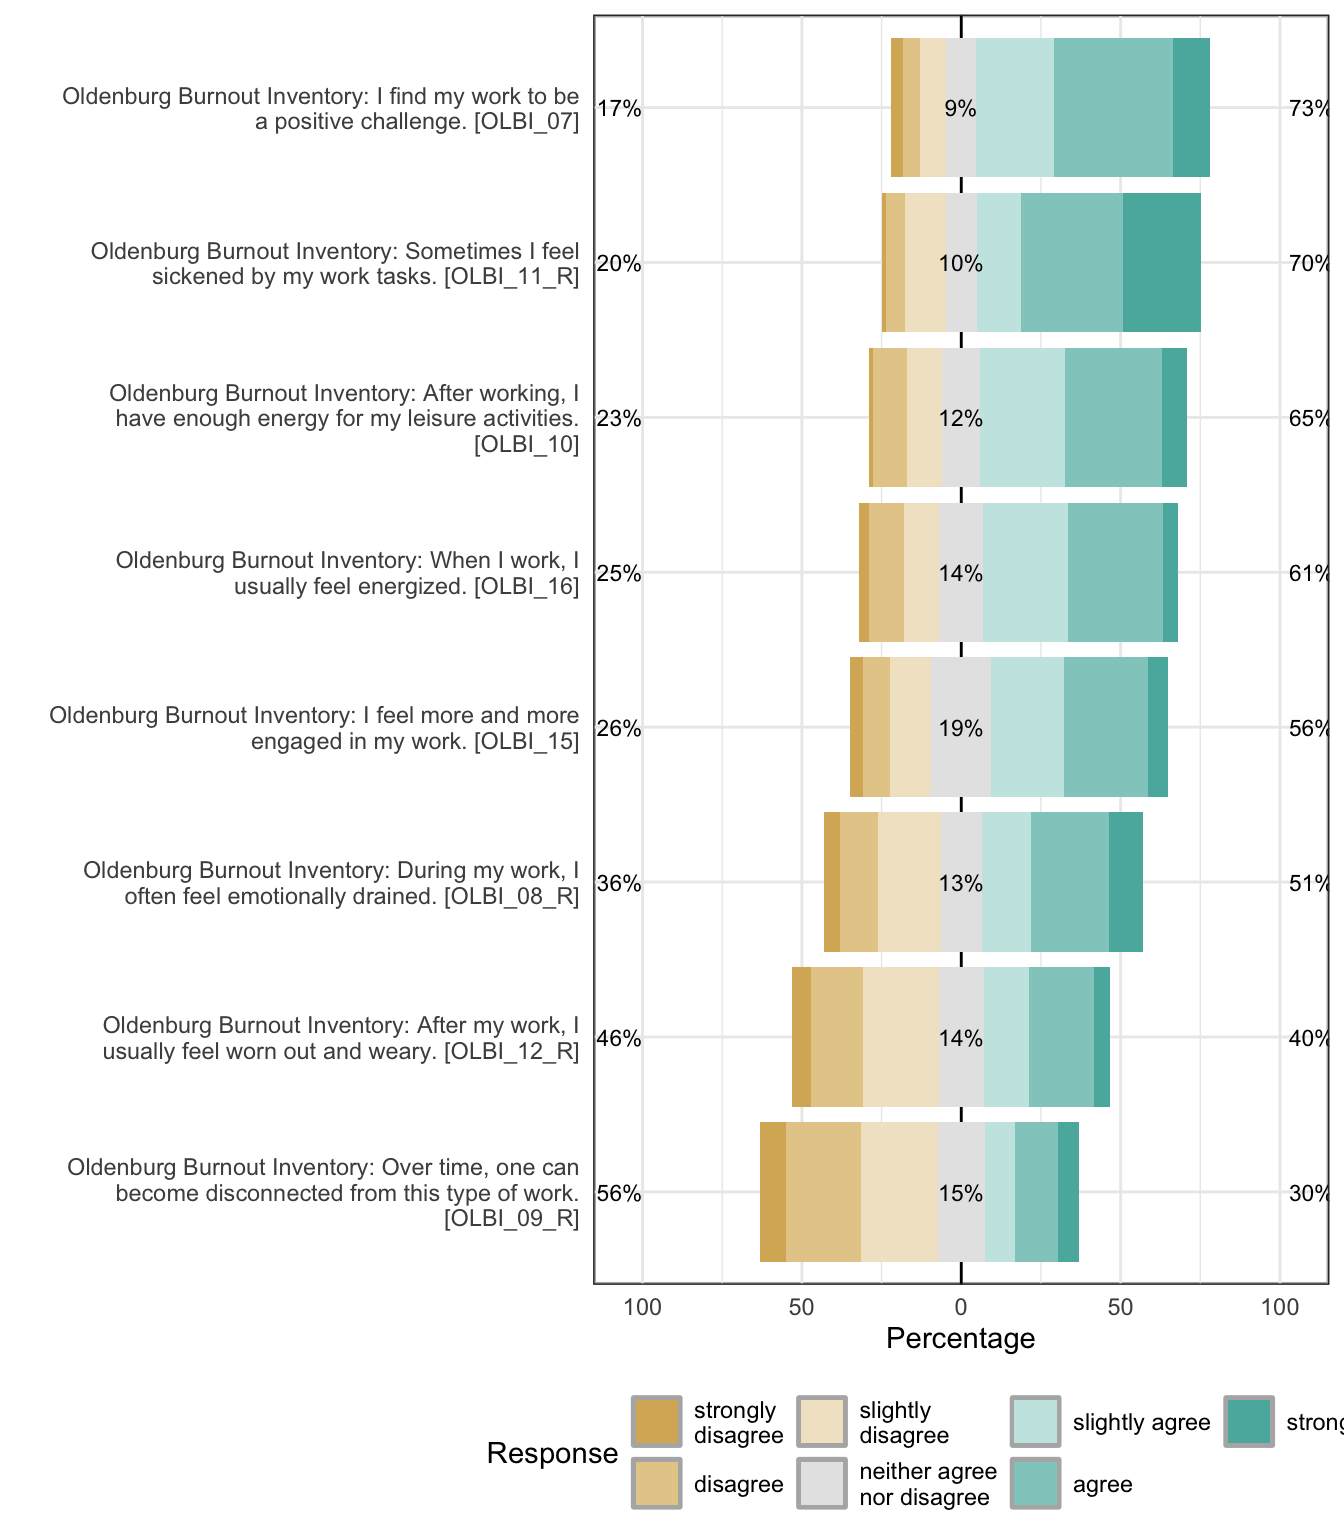 Oldenburg Burnout Inventory: I find my work to be
a positive challenge. [OLBI_07]
17%
9%
73%
Oldenburg Burnout Inventory: Sometimes I feel
sickened by my work tasks. [OLBI_11_R]
20%
10%
70%
Oldenburg Burnout Inventory: After working, I
have enough energy for my leisure activities.
[OLBI_10]
23%
12%
65%
Oldenburg Burnout Inventory: When I work, I
usually feel energized. [OLBI_16]
25%
14%
61%
Oldenburg Burnout Inventory: I feel more and more
engaged in my work. [OLBI_15]
26%
19%
56%
Oldenburg Burnout Inventory: During my work, I
often feel emotionally drained. [OLBI_08_R]
36%
13%
51%
Oldenburg Burnout Inventory: After my work, I
usually feel worn out and weary. [OLBI_12_R]
46%
14%
40%
Oldenburg Burnout Inventory: Over time, one can
become disconnected from this type of work.
[OLBI_09_R]
56%
15%
30%
100 50 0 50 100
Percentage
Response
strongly
disagree
disagree
slightly
disagree
neither agree
nor disagree
slightly agree
agree